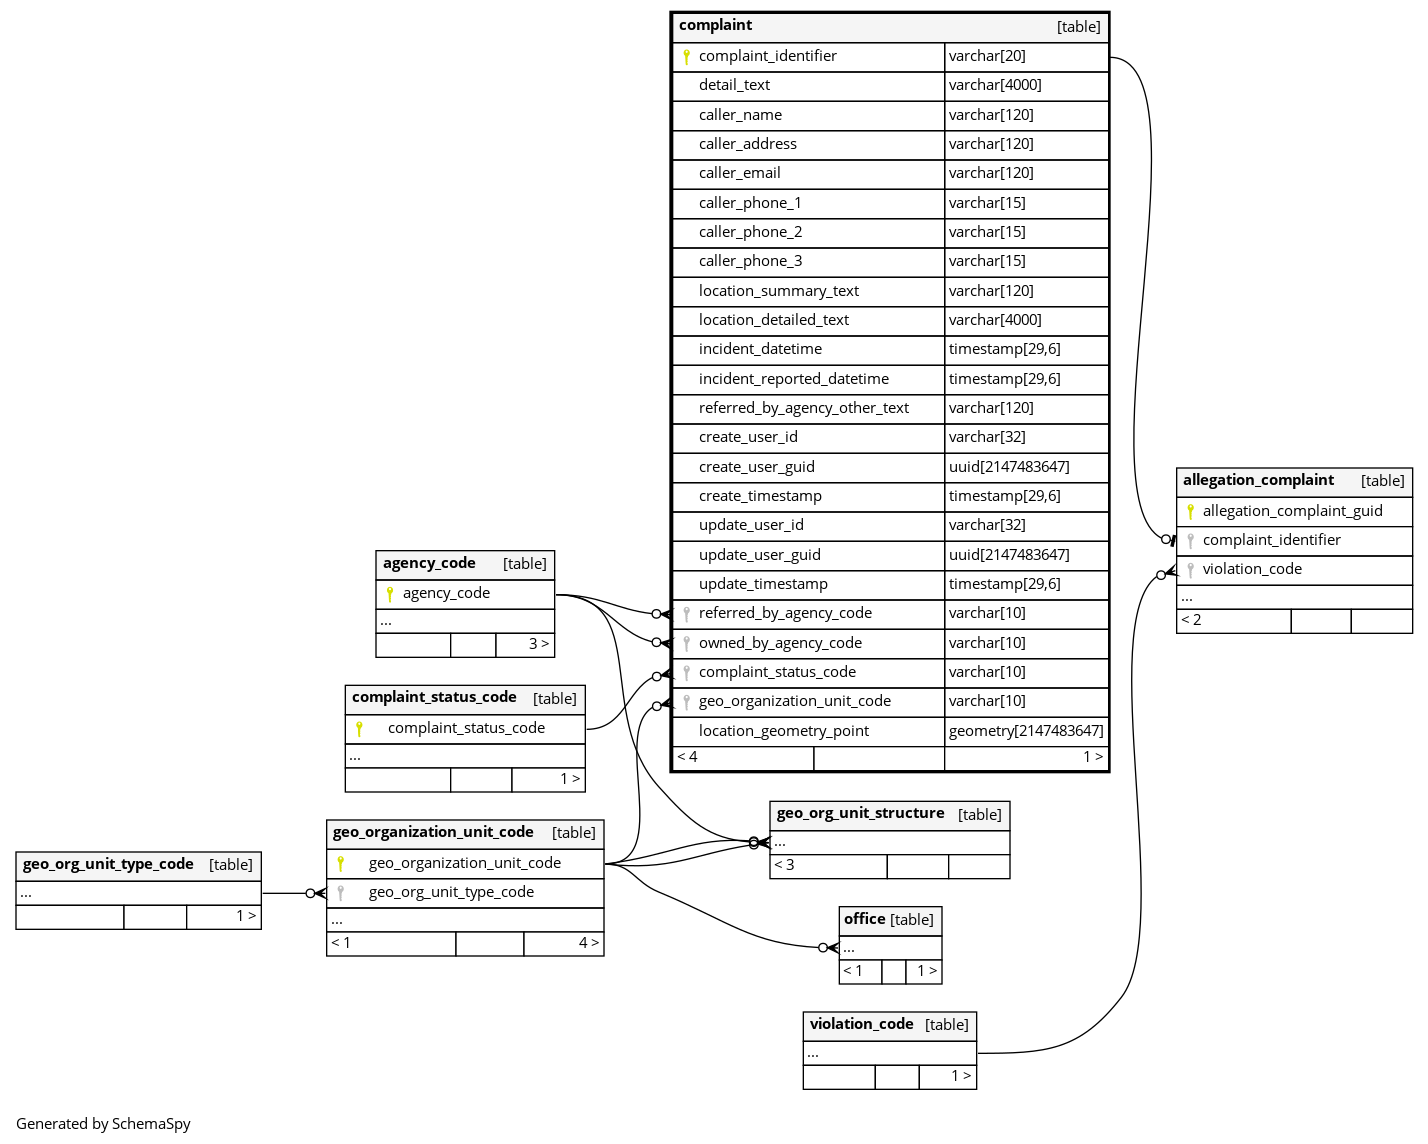 complaint [table]
complaint_identifier varchar[20]
detail_text varchar[4000]
caller_name varchar[120]
caller_address varchar[120]
caller_email varchar[120]
caller_phone_1 varchar[15]
caller_phone_2 varchar[15]
caller_phone_3 varchar[15]
location_summary_text varchar[120]
location_detailed_text varchar[4000]
incident_datetime timestamp[29,6]
incident_reported_datetime timestamp[29,6]
referred_by_agency_other_text varchar[120]
create_user_id varchar[32]
create_user_guid uuid[2147483647]
create_timestamp timestamp[29,6]
update_user_id varchar[32]
update_user_guid uuid[2147483647]
update_timestamp timestamp[29,6]
referred_by_agency_code varchar[10]
owned_by_agency_code varchar[10]
complaint_status_code varchar[10]
geo_organization_unit_code varchar[10]
location_geometry_point geometry[2147483647]
< 4 1 >
allegation_complaint [table]
allegation_complaint_guid
complaint_identifier
violation_code
...
< 2
agency_code [table]
agency_code
...
3 >
complaint_status_code [table]
complaint_status_code
...
1 >
geo_organization_unit_code [table]
geo_organization_unit_code
geo_org_unit_type_code
...
< 1 4 >
geo_org_unit_type_code [table]
...
1 >
geo_org_unit_structure [table]
...
< 3
office [table]
...
< 1 1 >
violation_code [table]
...
1 >
Generated by SchemaSpy